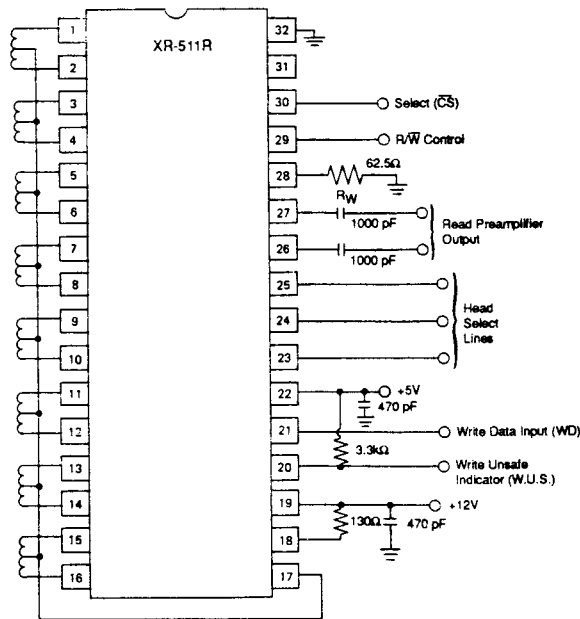 XR-511R
1
2
3
4
5
6
7
8
9
10
11
12
13
14
15
16
32
31
30
Select (C̅S̅)
29
R/W̅ Control
28
62.5Ω
RW
27
1000 pF
26
1000 pF
Read Preamplifier
Output
25
24
23
Head
Select
Lines
22
+5V
470 pF
21
Write Data Input (WD)
3.3kΩ
20
Write Unsafe
Indicator (W.U.S.)
19
+12V
130Ω
470 pF
18
17